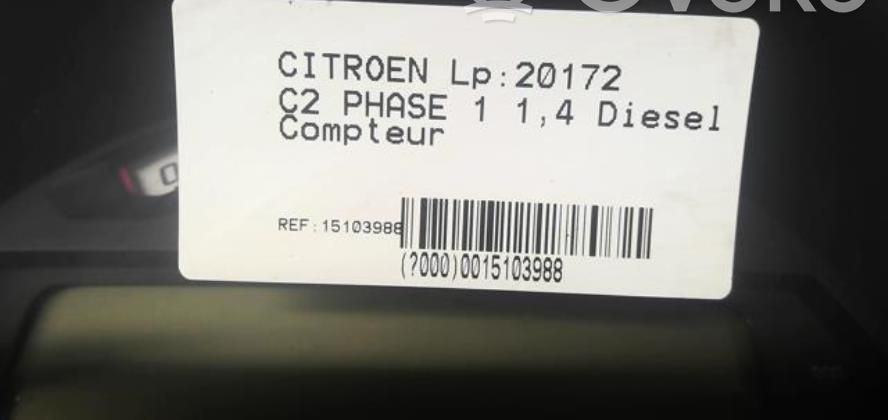 CITROEN Lp:20172
C2 PHASE 1 1,4 Diesel
Compteur
REF:15103988
(?000)0015103988